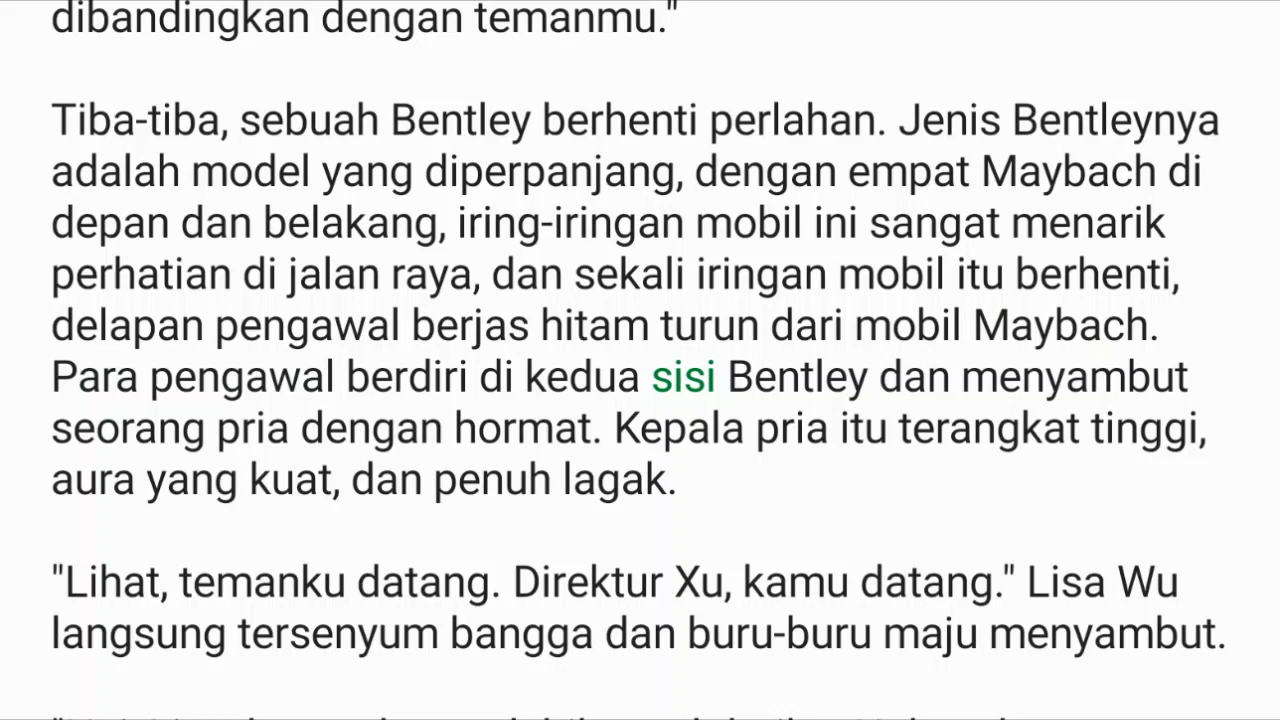 dibandingkan dengan temanmu."
Tiba-tiba, sebuah Bentley berhenti perlahan. Jenis Bentleynya
adalah model yang diperpanjang, dengan empat Maybach di
depan dan belakang, iring-iringan mobil ini sangat menarik
perhatian di jalan raya, dan sekali iringan mobil itu berhenti,
delapan pengawal berjas hitam turun dari mobil Maybach.
Para pengawal berdiri di kedua sisi Bentley dan menyambut
seorang pria dengan hormat. Kepala pria itu terangkat tinggi,
aura yang kuat, dan penuh lagak.
"Lihat, temanku datang. Direktur Xu, kamu datang." Lisa Wu
langsung tersenyum bangga dan buru-buru maju menyambut.